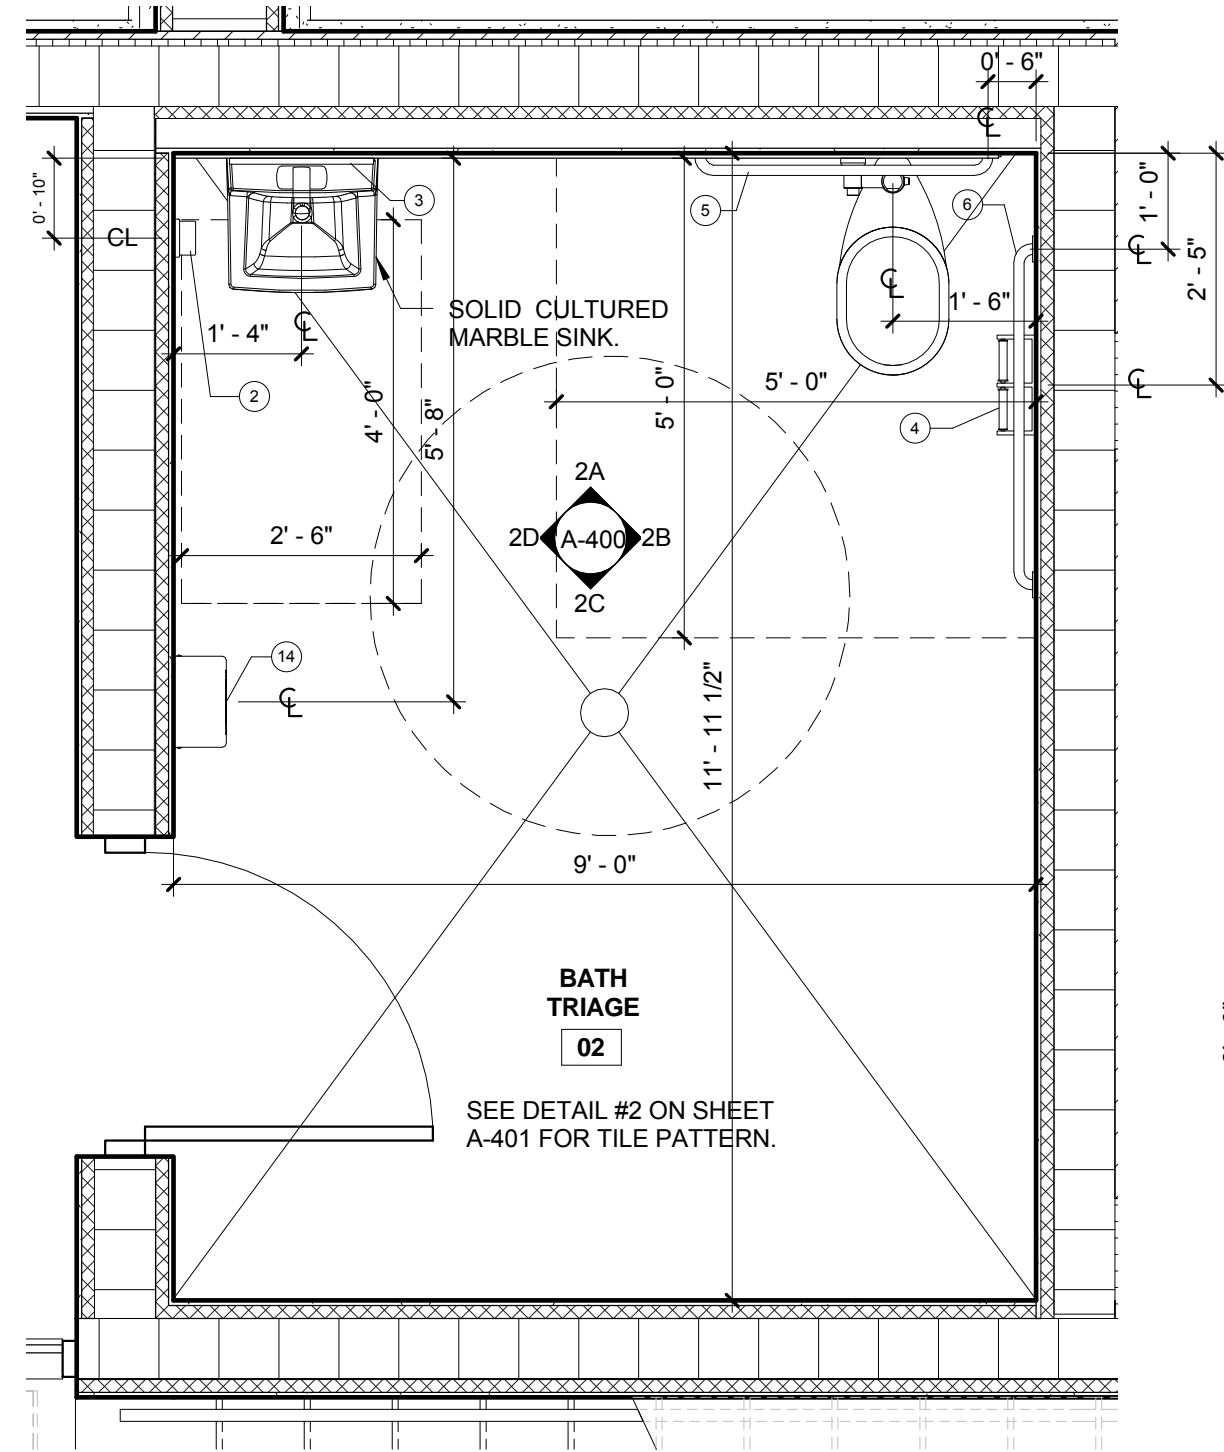 0' - 6"
℄
0' - 10"
CL
3
5
6
1' - 0"
℄
2' - 5"
℄
1' - 6"
SOLID CULTURED
MARBLE SINK.
℄
1' - 4"
2
4' - 0"
5' - 8"
5' - 0"
5' - 0"
℄
4
2A
2D A-400 2B
2C
2' - 6"
14
℄
11' - 11 1/2"
9' - 0"
BATH
TRIAGE
02
SEE DETAIL #2 ON SHEET
A-401 FOR TILE PATTERN.